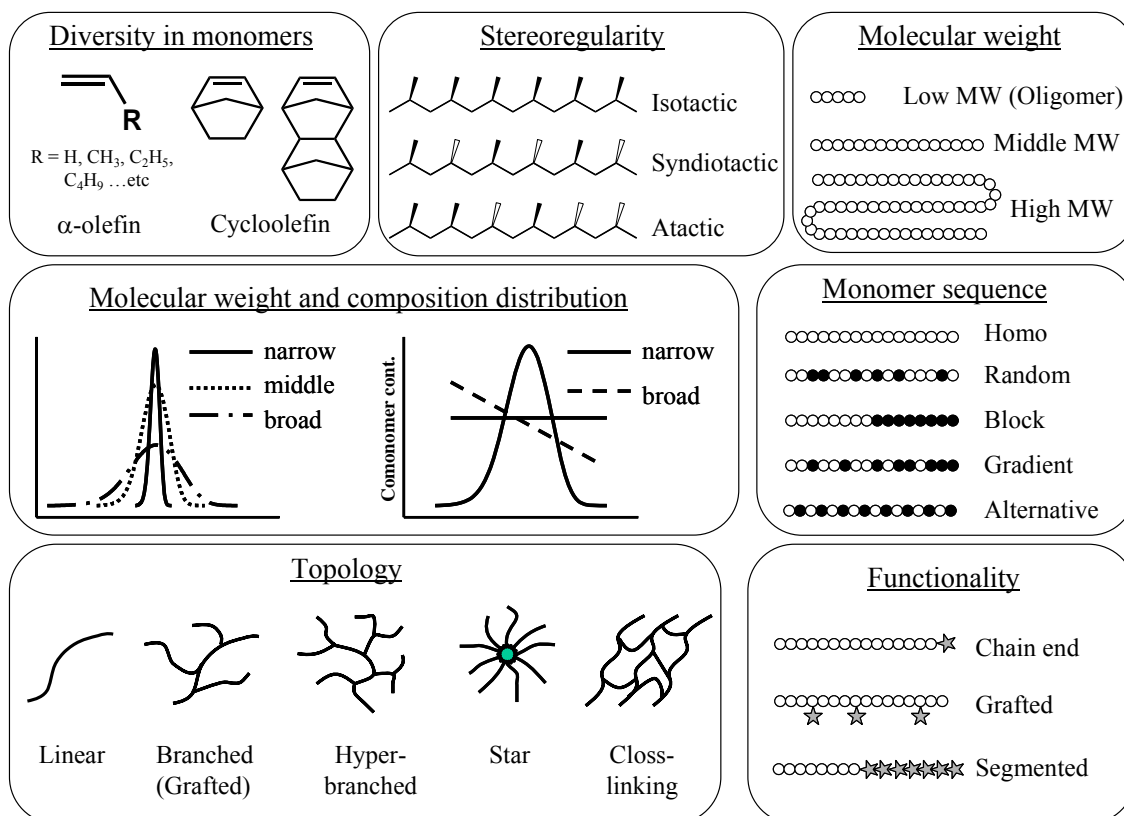 Diversity in monomers
R
R = H, CH₃, C₂H₅,
C₄H₉ …etc
α-olefin
Cycloolefin
Stereoregularity
Isotactic
Syndiotactic
Atactic
Molecular weight
Low MW (Oligomer)
Middle MW
High MW
Molecular weight and composition distribution
narrow
middle
broad
Comonomer cont.
narrow
broad
Monomer sequence
Homo
Random
Block
Gradient
Alternative
Topology
Linear
Branched
(Grafted)
Hyper-
branched
Star
Closs-
linking
Functionality
Chain end
Grafted
Segmented